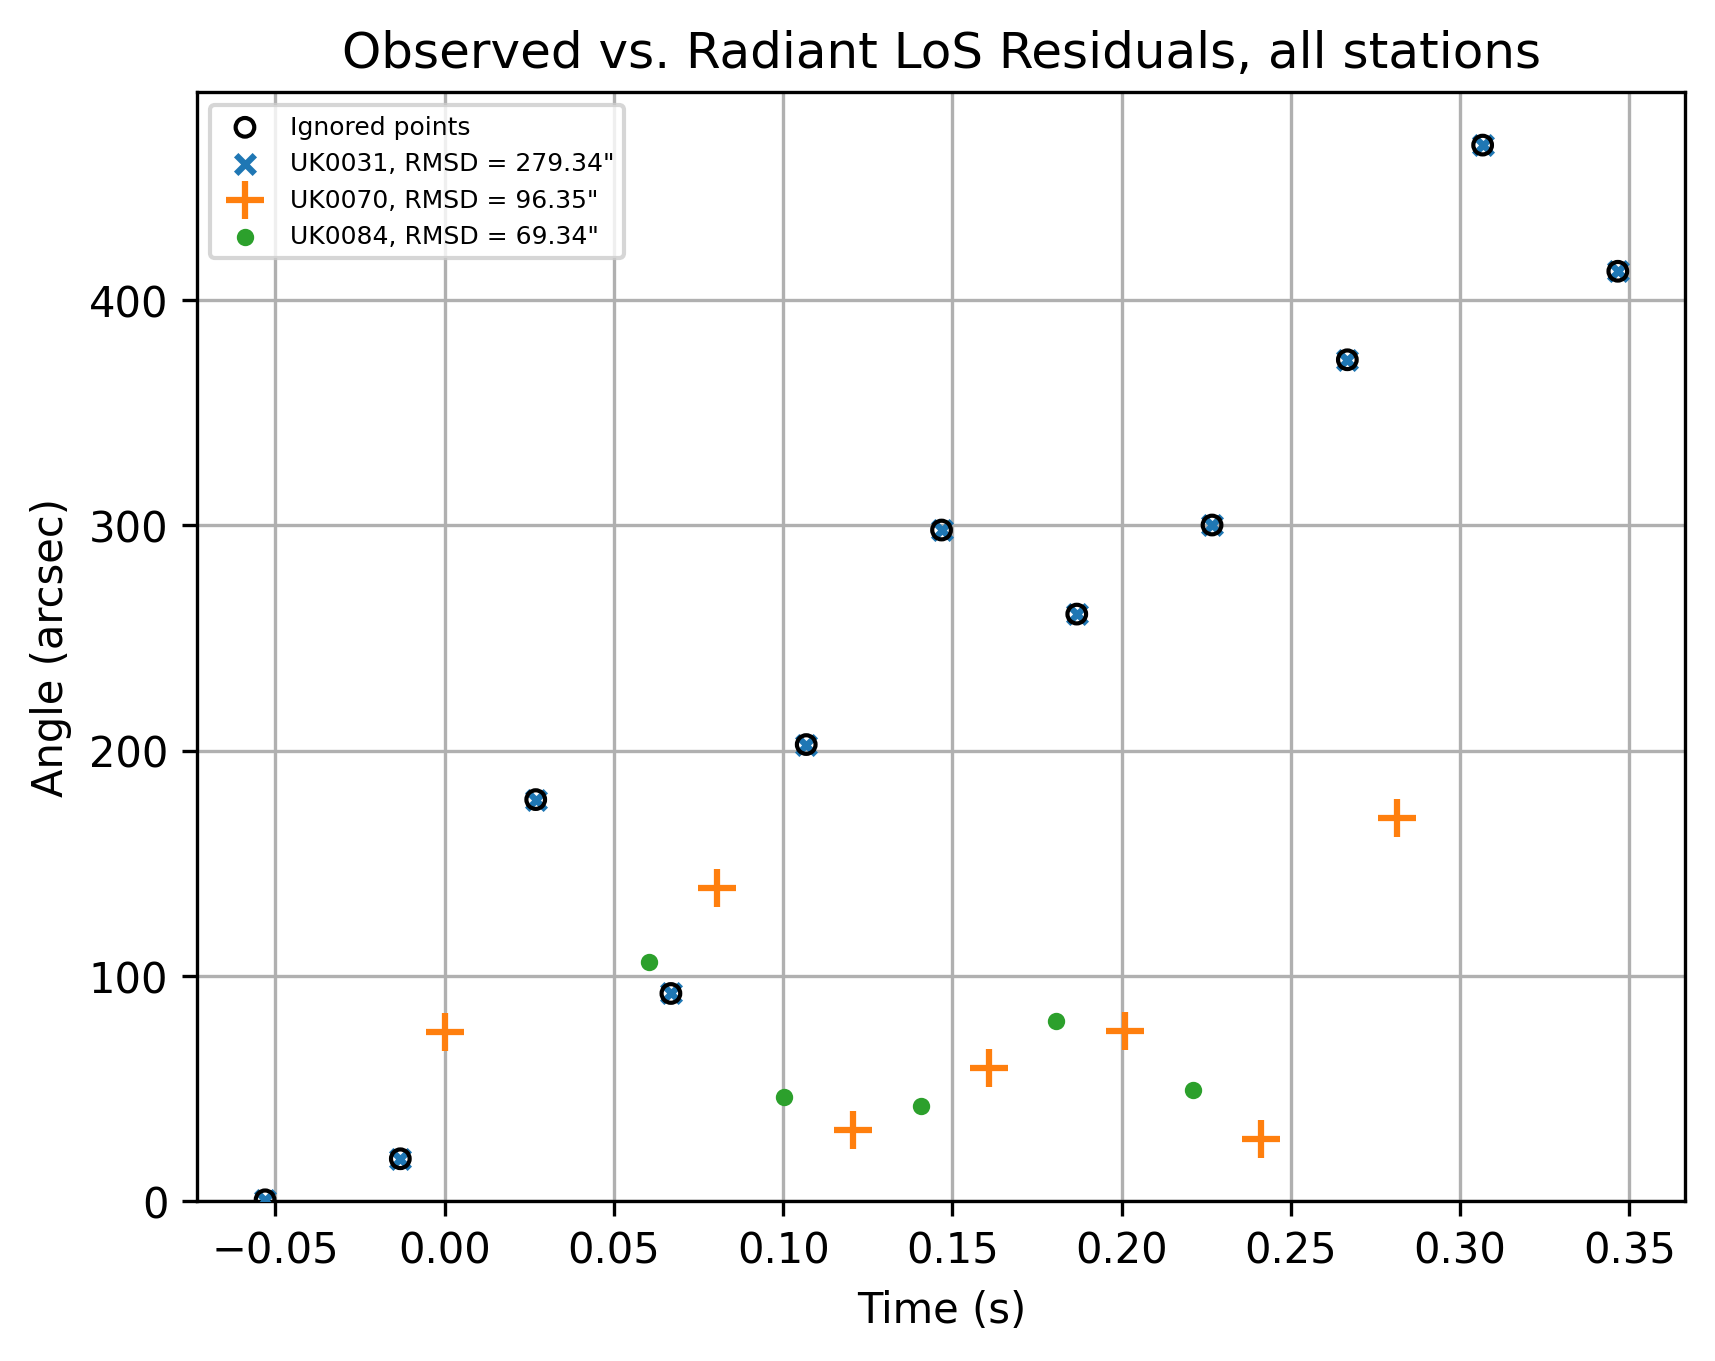 Observed vs. Radiant LoS Residuals, all stations
Ignored points
UK0031, RMSD = 279.34"
UK0070, RMSD = 96.35"
UK0084, RMSD = 69.34"
400
300
200
100
0
Angle (arcsec)
−0.05 0.00 0.05 0.10 0.15 0.20 0.25 0.30 0.35
Time (s)